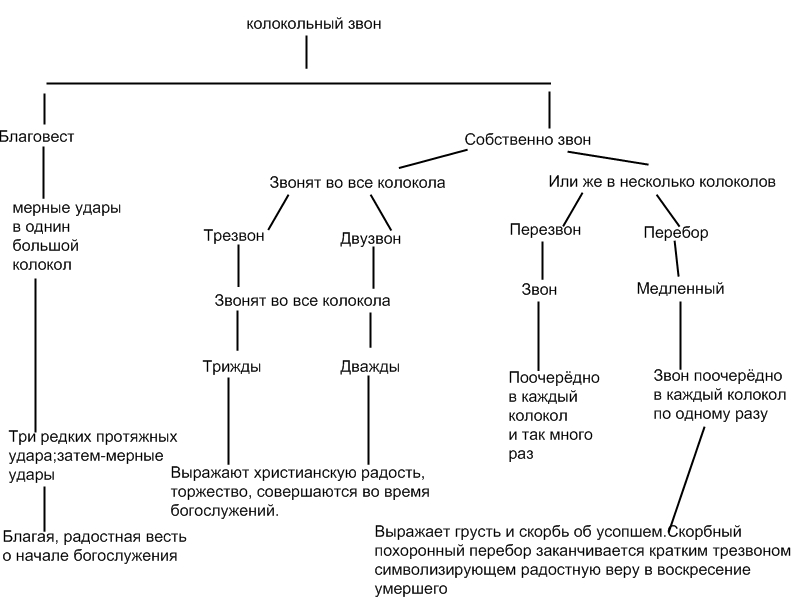 колокольный звон
Благовест
Собственно звон
Звонят во все колокола
Или же в несколько колоколов
мерные удары
в однин
большой
колокол
Трезвон
Двузвон
Перезвон
Перебор
Звонят во все колокола
Звон
Медленный
Трижды
Дважды
Поочерёдно
в каждый
колокол
и так много
раз
Звон поочерёдно
в каждый колокол
по одному разу
Три редких протяжных
удара;затем-мерные
удары
Выражают христианскую радость,
торжество, совершаются во время
богослужений.
Благая, радостная весть
о начале богослужения
Выражает грусть и скорбь об усопшем.Скорбный
похоронный перебор заканчивается кратким трезвоном
символизирующем радостную веру в воскресение
умершего